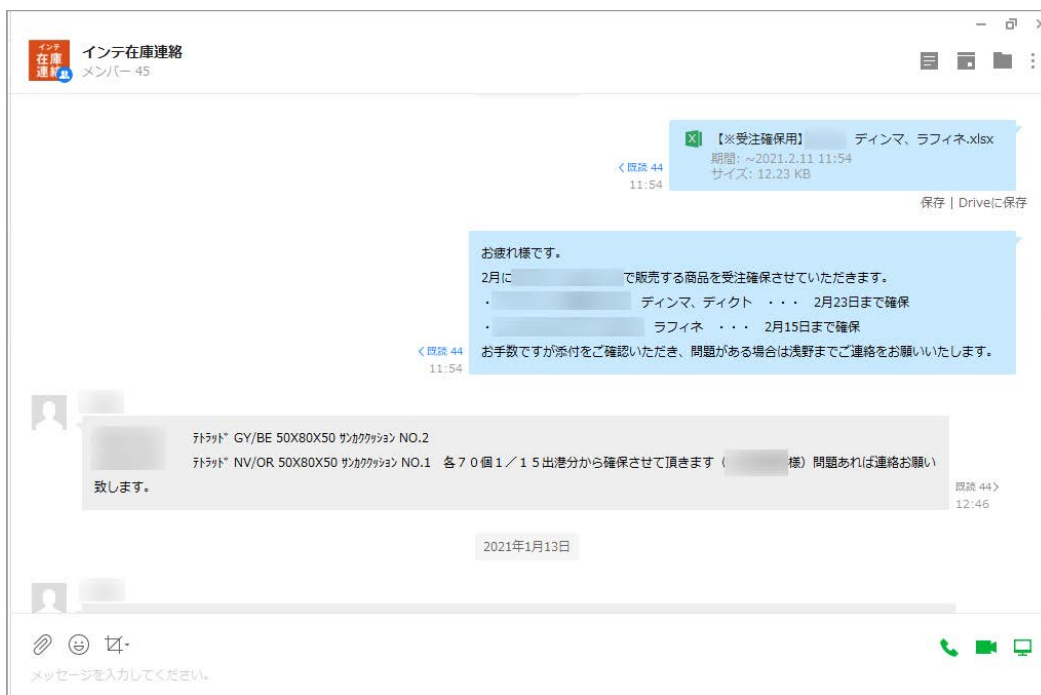 インテ
在庫
連絡
インテ在庫連絡
メンバー 45
【※受注確保用】 ディンマ、ラフィネ.xlsx
期間: ~2021.2.11 11:54
サイズ: 12.23 KB
既読 44
11:54
保存 | Driveに保存
お疲れ様です。
2月に で販売する商品を受注確保させていただきます。
・ ディンマ、ディクト ・・・ 2月23日まで確保
・ ラフィネ ・・・ 2月15日まで確保
お手数ですが添付をご確認いただき、問題がある場合は浅野までご連絡をお願いいたします。
既読 44
11:54
ﾃﾄﾗｯﾄﾞ GY/BE 50X80X50 ｻﾝｶｸｸｯｼｮﾝ NO.2
ﾃﾄﾗｯﾄﾞ NV/OR 50X80X50 ｻﾝｶｸｸｯｼｮﾝ NO.1 各７０個１／１５出港分から確保させて頂きます（ 様）問題あれば連絡お願い
致します。
既読 44
12:46
2021年1月13日
メッセージを入力してください。